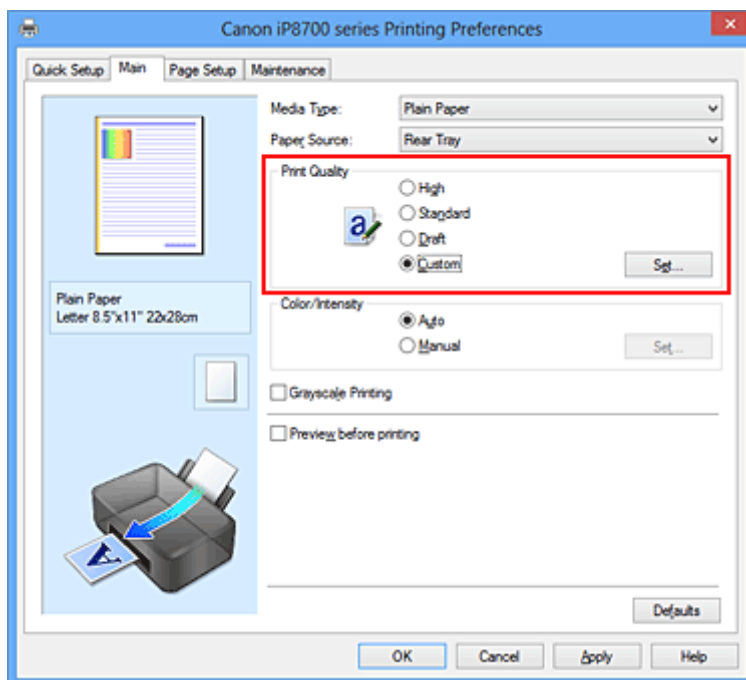 Canon iP8700 series Printing Preferences
Quick Setup Main Page Setup Maintenance
Media Type: Plain Paper
Paper Source: Rear Tray
Print Quality
High
Standard
Draft
Custom Set...
Plain Paper
Letter 8.5"x11" 22x28cm
Color/Intensity
Auto
Manual Set...
Grayscale Printing
Preview before printing
Defaults
OK Cancel Apply Help